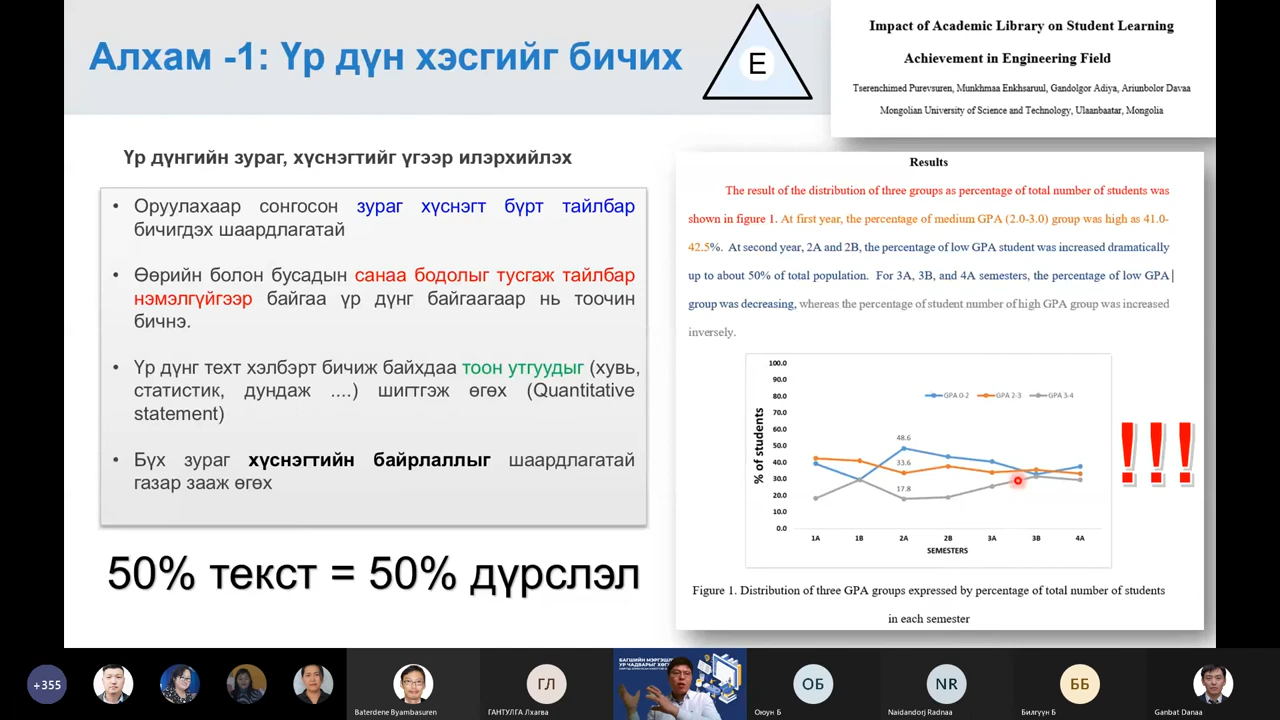 Алхам -1: Үр дүн хэсгийг бичих
E
Impact of Academic Library on Student Learning
Achievement in Engineering Field
Tserenchimed Purevsuren, Munkhmaa Enkhsaruul, Gandolgor Adiya, Ariunbolor Davaa
Mongolian University of Science and Technology, Ulaanbaatar, Mongolia
Үр дүнгийн зураг, хүснэгтийг үгээр илэрхийлэх
• Оруулахаар сонгосон зураг хүснэгт бүрт тайлбар
бичигдэх шаардлагатай
• Өөрийн болон бусадын санаа бодолыг тусгаж тайлбар
нэмэлгүйгээр байгаа үр дүнг байгаагаар нь тоочин
бичнэ.
• Үр дүнг текст хэлбэрт бичиж байхдаа тоон утгуудыг (хувь,
статистик, дундаж ....) шигтгэж өгөх (Quantitative
statement)
• Бүх зураг хүснэгтийн байрлаллыг шаардлагатай
газар зааж өгөх
50% текст = 50% дүрслэл
Results
The result of the distribution of three groups as percentage of total number of students was
shown in figure 1. At first year, the percentage of medium GPA (2.0-3.0) group was high as 41.0-
42.5%. At second year, 2A and 2B, the percentage of low GPA student was increased dramatically
up to about 50% of total population. For 3A, 3B, and 4A semesters, the percentage of low GPA
group was decreasing, whereas the percentage of student number of high GPA group was increased
inversely.
100.0
90.0
80.0
70.0
60.0
50.0
40.0
30.0
20.0
10.0
0.0
% of students
GPA 0-2 GPA 2-3 GPA 3-4
48.6
33.6
17.8
1A 1B 2A 2B 3A 3B 4A
SEMESTERS
!!!
Figure 1. Distribution of three GPA groups expressed by percentage of total number of students
in each semester
+355
Baterdene Byambasuren
ГЛ
ГАНТУЛГА Лхагва
ОБ
Оюун Б
NR
Naidandorj Radnaa
ББ
Билгүүн Б
Ganbat Danaa